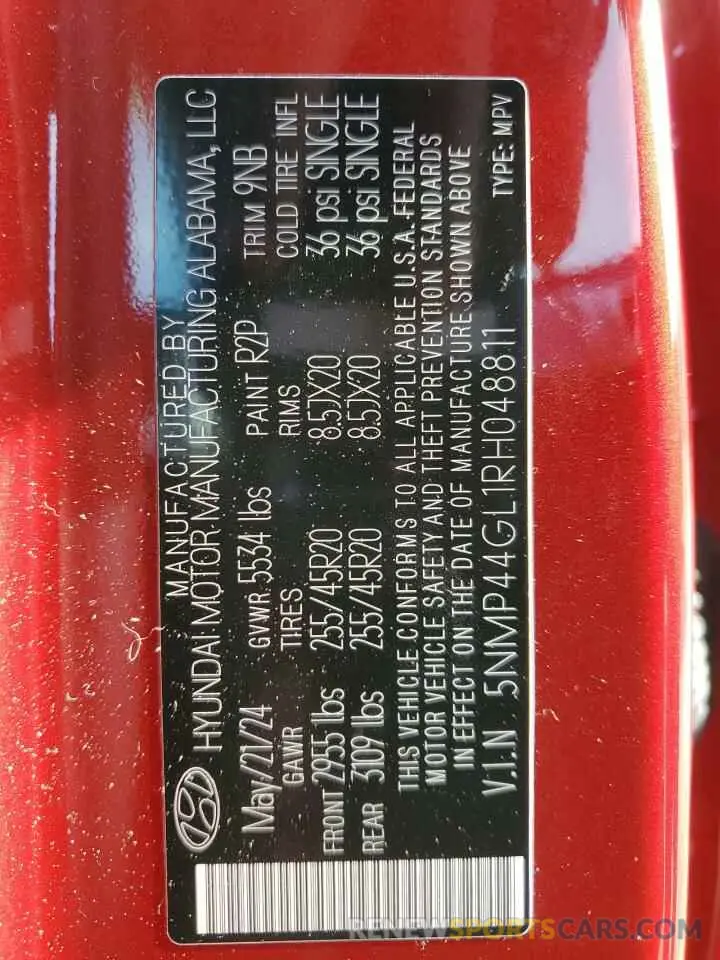 MANUFACTURED BY
HYUNDAI MOTOR MANUFACTURING ALABAMA, LLC
May/21/24 GVWR 5534 lbs PAINT R2P TRIM 9NB
GAWR TIRES RIMS COLD TIRE INFL
FRONT 2955 lbs 255/45R20 8.5JX20 36 psi SINGLE
REAR 3109 lbs 255/45R20 8.5JX20 36 psi SINGLE
THIS VEHICLE CONFORMS TO ALL APPLICABLE U.S.A. FEDERAL
MOTOR VEHICLE SAFETY AND THEFT PREVENTION STANDARDS
IN EFFECT ON THE DATE OF MANUFACTURE SHOWN ABOVE
V.I.N 5NMP44GL1RH048811 TYPE: MPV
RENEWSPORTSCARS.COM